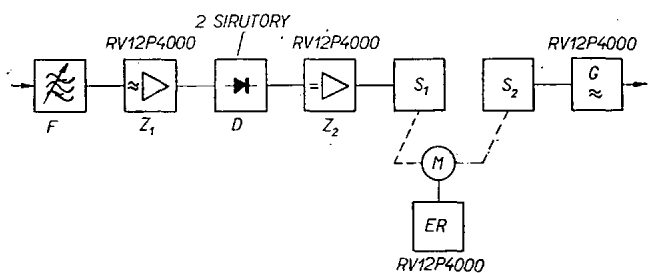 2 SIRUTORY
RV12P4000
RV12P4000
RV12P4000
F
≈
Z1
D
=
Z2
S1
S2
G
≈
M
ER
RV12P4000